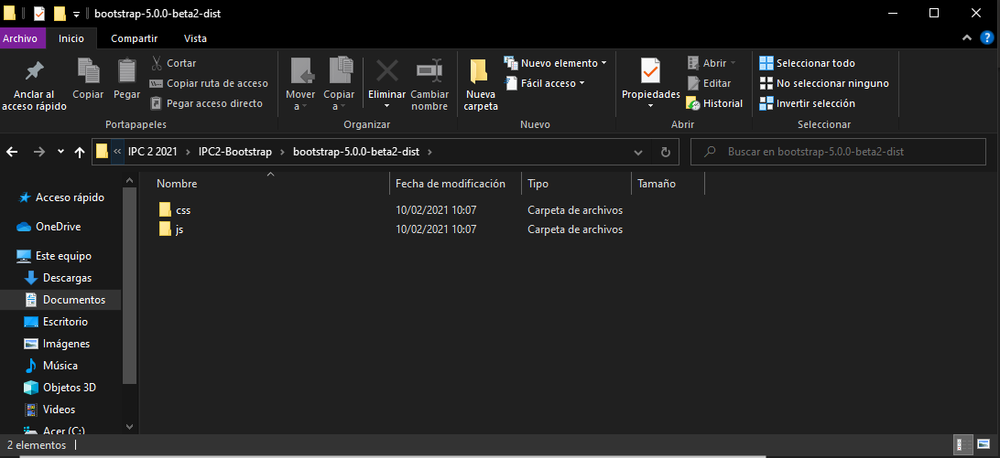 bootstrap-5.0.0-beta2-dist
Archivo Inicio Compartir Vista
Anclar al acceso rápido
Copiar
Pegar
Cortar
Copiar ruta de acceso
Pegar acceso directo
Portapapeles
Mover a
Copiar a
Eliminar
Cambiar nombre
Organizar
Nueva carpeta
Nuevo elemento
Fácil acceso
Nuevo
Propiedades
Abrir
Editar
Historial
Abrir
Seleccionar todo
No seleccionar ninguno
Invertir selección
Seleccionar
« IPC 2 2021 > IPC2-Bootstrap > bootstrap-5.0.0-beta2-dist >
Buscar en bootstrap-5.0.0-beta2-dist
Nombre Fecha de modificación Tipo Tamaño
css 10/02/2021 10:07 Carpeta de archivos
js 10/02/2021 10:07 Carpeta de archivos
Acceso rápido
OneDrive
Este equipo
Descargas
Documentos
Escritorio
Imágenes
Música
Objetos 3D
Videos
Acer (C:)
2 elementos